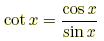 cot x = cos x / sin x